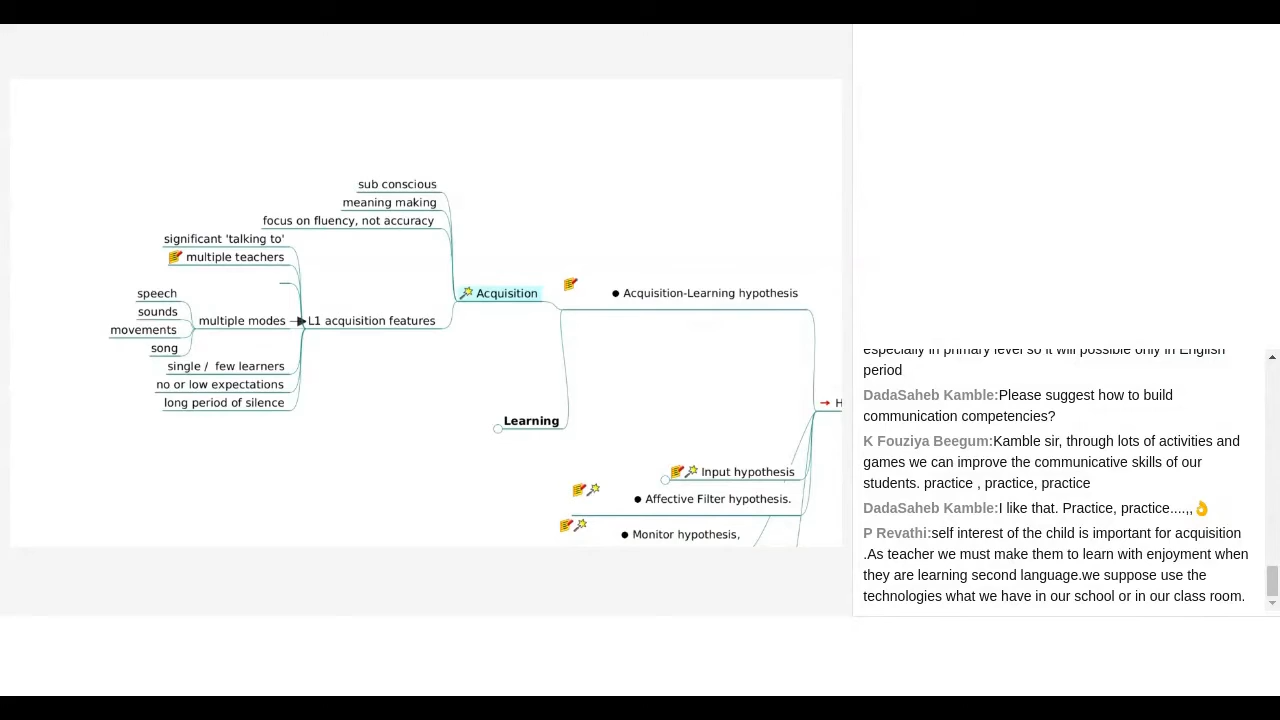 sub conscious
meaning making
focus on fluency, not accuracy
significant 'talking to'
multiple teachers
speech
sounds
movements
song
multiple modes
L1 acquisition features
single / few learners
no or low expectations
long period of silence
Acquisition
● Acquisition-Learning hypothesis
Learning
→ H
Input hypothesis
● Affective Filter hypothesis.
● Monitor hypothesis,
especially in primary level so it will possible only in English
period
DadaSaheb Kamble:Please suggest how to build
communication competencies?
K Fouziya Beegum:Kamble sir, through lots of activities and
games we can improve the communicative skills of our
students. practice , practice, practice
DadaSaheb Kamble:I like that. Practice, practice....,,👌
P Revathi:self interest of the child is important for acquisition
.As teacher we must make them to learn with enjoyment when
they are learning second language.we suppose use the
technologies what we have in our school or in our class room.